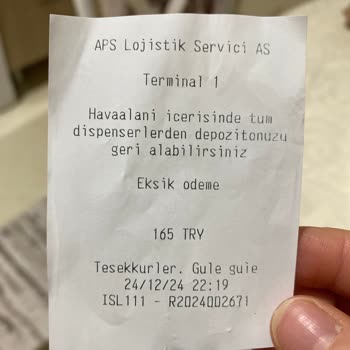 APS Lojistik Servici AS
Terminal 1
Havaalani icerisinde tum
dispenserlerden depozitonuzu
geri alabilirsiniz
Eksik odeme
165 TRY
Tesekkurler. Gule gule
24/12/24 22:19
ISL111 - R2024002671